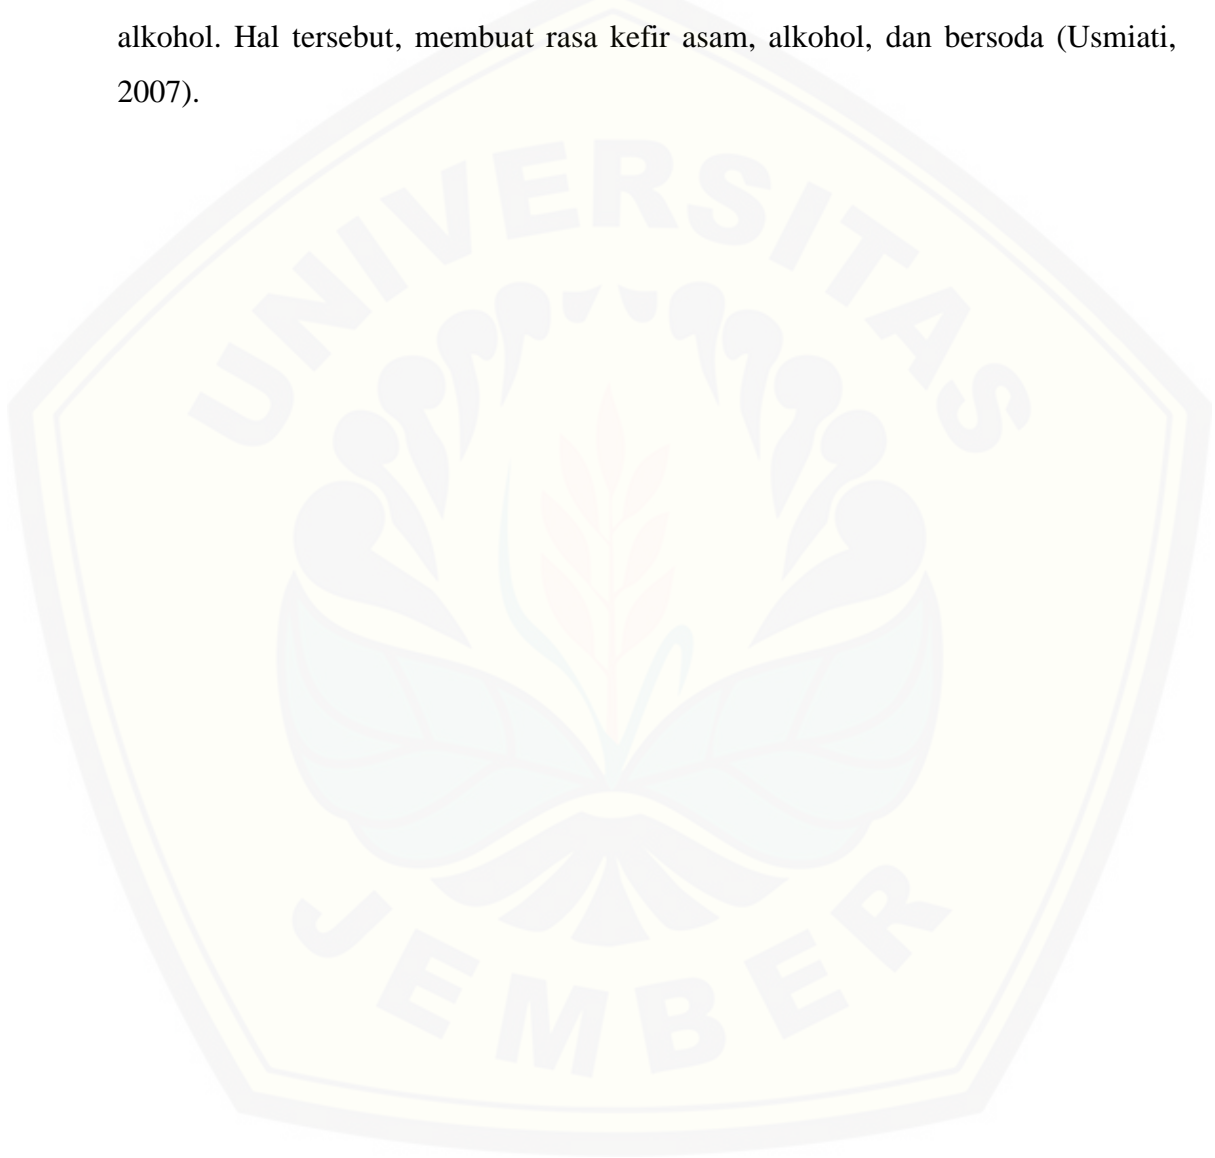 alkohol. Hal tersebut, membuat rasa kefir asam, alkohol, dan bersoda (Usmiati,
2007).
UNIVERSITAS
JEMBER